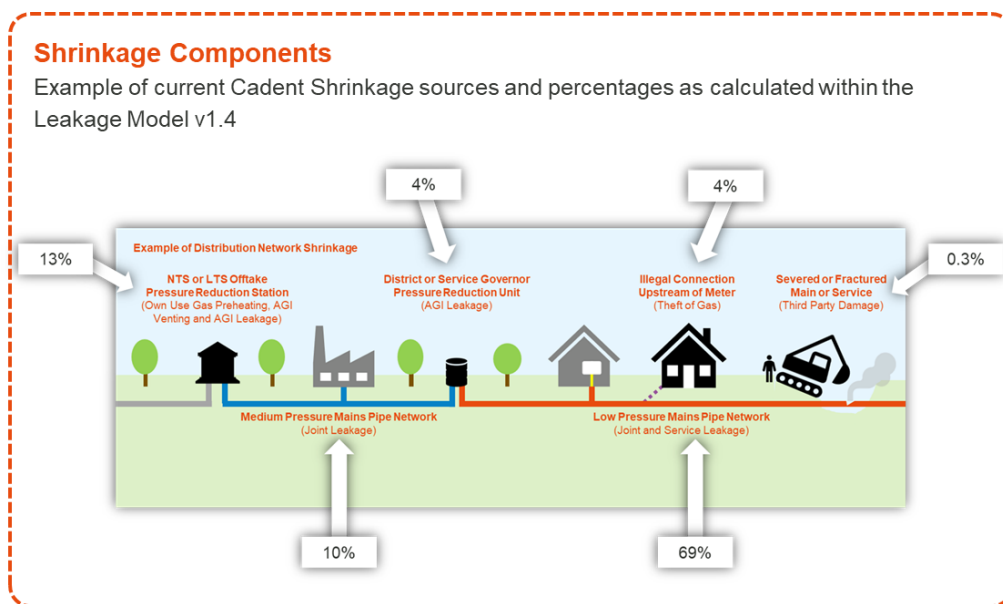 Shrinkage Components
Example of current Cadent Shrinkage sources and percentages as calculated within the
Leakage Model v1.4
4%
4%
13%
0.3%
Example of Distribution Network Shrinkage
NTS or LTS Offtake
Pressure Reduction Station
(Own Use Gas Preheating, AGI
Venting and AGI Leakage)
District or Service Governor
Pressure Reduction Unit
(AGI Leakage)
Illegal Connection
Upstream of Meter
(Theft of Gas)
Severed or Fractured
Main or Service
(Third Party Damage)
Medium Pressure Mains Pipe Network
(Joint Leakage)
Low Pressure Mains Pipe Network
(Joint and Service Leakage)
10%
69%